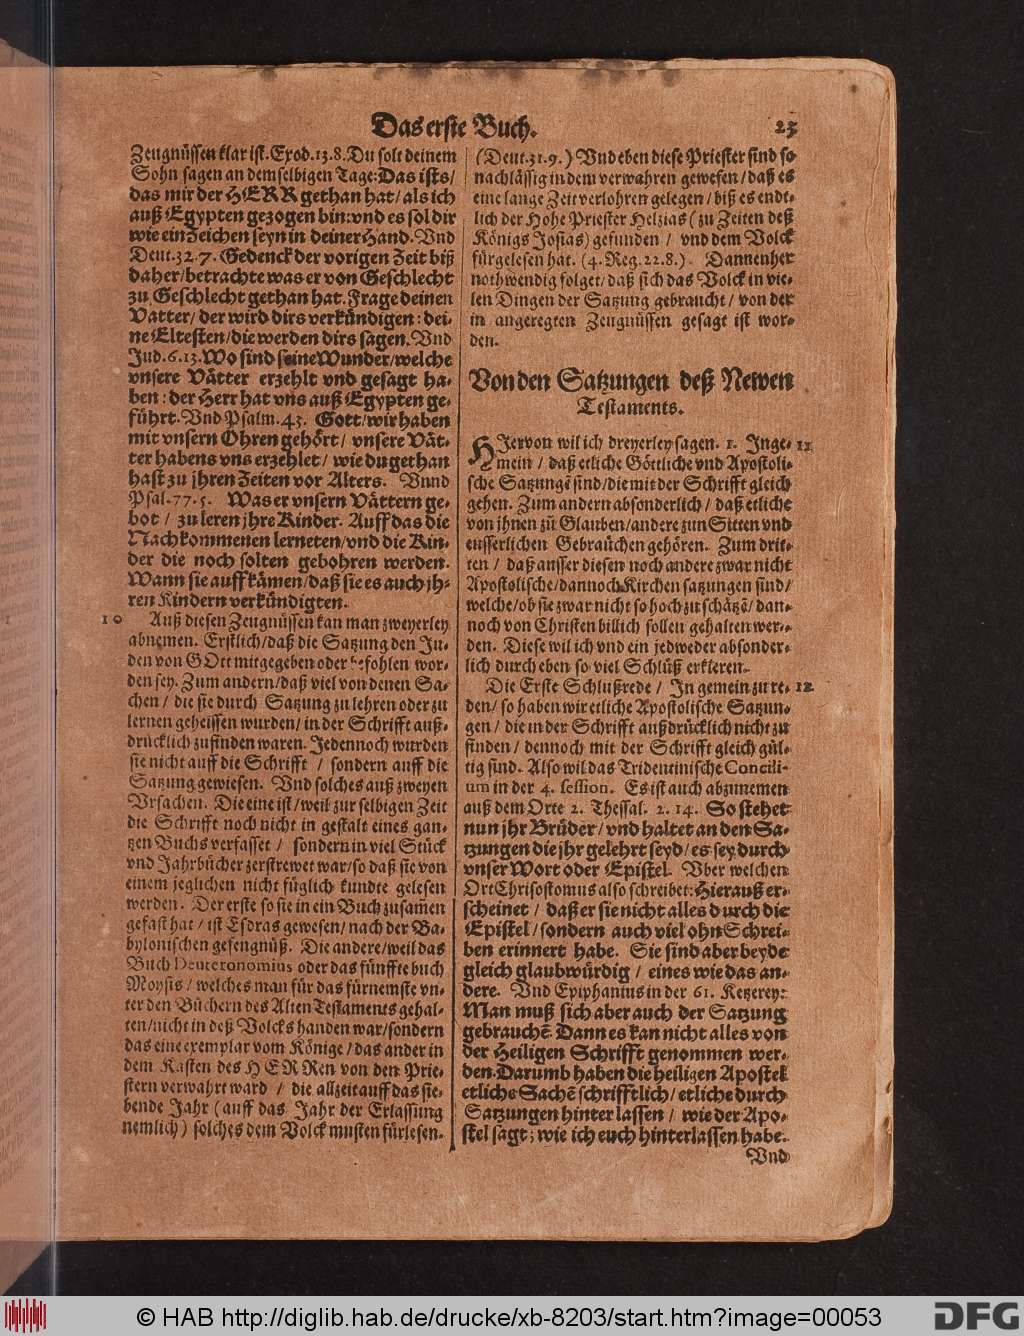 Das erste Buch.
23
Zeugnüssen klar ist. Exod. 13. 8. Du solt deinem
Sohn sagen an demselbigen Tage: Das ists/
das mir der HERR gethan hat/ als ich
auß Egypten gezogen bin: vnd es sol dir
wie ein Zeichen seyn in deiner Hand. Vnd
Deut. 32. 7. Gedenck der vorigen Zeit biß
daher/ betrachte was er von Geschlecht
zu Geschlecht gethan hat. Frage deinen
Vatter/ der wird dirs verkündigen: dei-
ne Eltesten/ die werden dirs sagen. Vnd
Jud. 6. 13. Wo sind seine Wunder/ welche
vnsere Vätter erzehlt vnd gesagt ha-
ben: der Herr hat vns auß Egypten ge-
führt. Vnd Psalm. 43. Gott/ wir haben
mit vnsern Ohren gehört/ vnsere Vät-
ter habens vns erzehlet/ wie du gethan
hast zu jhren Zeiten vor Alters. Vnnd
Psal. 77. 5. Was er vnsern Vättern ge-
bot / zu leren jhre Kinder. Auff das die
Nachkommenen lerneten/ vnd die Kin-
der die noch solten gebohren werden.
Wann sie auffkämen/ daß sie es auch jh-
ren Kindern verkündigten.
10 Auß diesen Zeugnüssen kan man zweyerley
abnemen. Erstlich/ daß die Satzung den Ju-
den von GOtt mitgegeben oder befohlen wor-
den sey. Zum andern/ daß viel von denen Sa-
chen / die sie durch Satzung zu lehren oder zu
lernen geheissen wurden/ in der Schrifft auß-
drücklich zufinden waren. Jedennoch wurden
sie nicht auff die Schrifft / sondern auff die
Satzung gewiesen. Vnd solches auß zweyen
Vrsachen. Die eine ist/ weil zur selbigen Zeit
die Schrifft noch nicht in gestalt eines gan-
tzen Buchs verfasset / sondern in viel Stück
vnd Jahrbücher zerstrewet war/ so daß sie von
einem jeglichen nicht füglich kundte gelesen
werden. Der erste so sie in ein Buch zusam̃en
gefast hat / ist Esdras gewesen/ nach der Ba-
bylonischen gefengnüß. Die andere/ weil das
Buch Deuteronomius oder das fünffte buch
Moysis / welches man für das fürnemste vn-
ter den Büchern des Alten Testaments gehal-
ten/ nicht in deß Volcks handen war/ sondern
das eine exemplar vom Könige/ das ander in
dem Kasten des HERRen von den Prie-
stern verwahrt ward / die allzeit auff das sie-
bende Jahr (auff das Jahr der Erlassung
nemlich) solches dem Volck musten fürlesen.
(Deut. 31. 9.) Vnd eben diese Priester sind so
nachlässig in dem verwahren gewesen/ daß es
eine lange Zeit verlohren gelegen/ biß es endt-
lich der Hohe Priester Helzias (zu Zeiten deß
Königs Josias) gefunden / vnd dem Volck
fürgelesen hat. (4. Reg. 22. 8.) Dannenher
nothwendig folget/ daß sich das Volck in vie-
len Dingen der Satzung gebraucht/ von der
in angeregten Zeugnüssen gesagt ist wor-
den.
Von den Satzungen deß Newen
Testaments.
HIervon wil ich dreyerley sagen. 1. Inge- 11
mein / daß etliche Göttliche vnd Apostoli-
sche Satzungẽ sind/ die mit der Schrifft gleich
gehen. Zum andern absonderlich / daß etliche
von jhnen zũ Glauben/ andere zun Sitten vnd
eusserlichen Gebräuchen gehören. Zum drit-
ten / daß ausser diesen noch andere zwar nicht
Apostolische/ dannoch Kirchen satzungen sind/
welche/ ob sie zwar nicht so hoch zu schätzẽ/ dan-
noch von Christen billich sollen gehalten wer-
den. Diese wil ich vnd ein jedweder absonder-
lich durch eben so viel Schlüß erkleren.
Die Erste Schlußrede / In gemein zu re- 12
den/ so haben wir etliche Apostolische Satzun-
gen / die in der Schrifft außdrücklich nicht zu
finden / dennoch mit der Schrifft gleich gül-
tig sind. Also wil das Tridentinische Concili-
um in der 4. session. Es ist auch abzunemen
auß dem Orte 2. Thessal. 2. 14. So stehet
nun jhr Brüder/ vnd haltet an den Sa-
tzungen die jhr gelehrt seyd/ es sey durch
vnser Wort oder Epistel. Vber welchen
Ort Chrisostomus also schreibet: Hierauß er-
scheinet / daß er sie nicht alles durch die
Epistel/ sondern auch viel ohn Schrei-
ben erinnert habe. Sie sind aber beyde
gleich glaubwürdig / eines wie das an-
dere. Vnd Epiphanius in der 61. Ketzerey:
Man muß sich aber auch der Satzung
gebrauchẽ. Dann es kan nicht alles von
der Heiligen Schrifft genommen wer-
den. Darumb haben die heiligen Apostel
etliche Sachẽ schrifftlich/ etliche durch
Satzungen hinterlassen / wie der Apo-
stel sagt; wie ich euch hinterlassen habe.
Vnd
© HAB http://diglib.hab.de/drucke/xb-8203/start.htm?image=00053
DFG